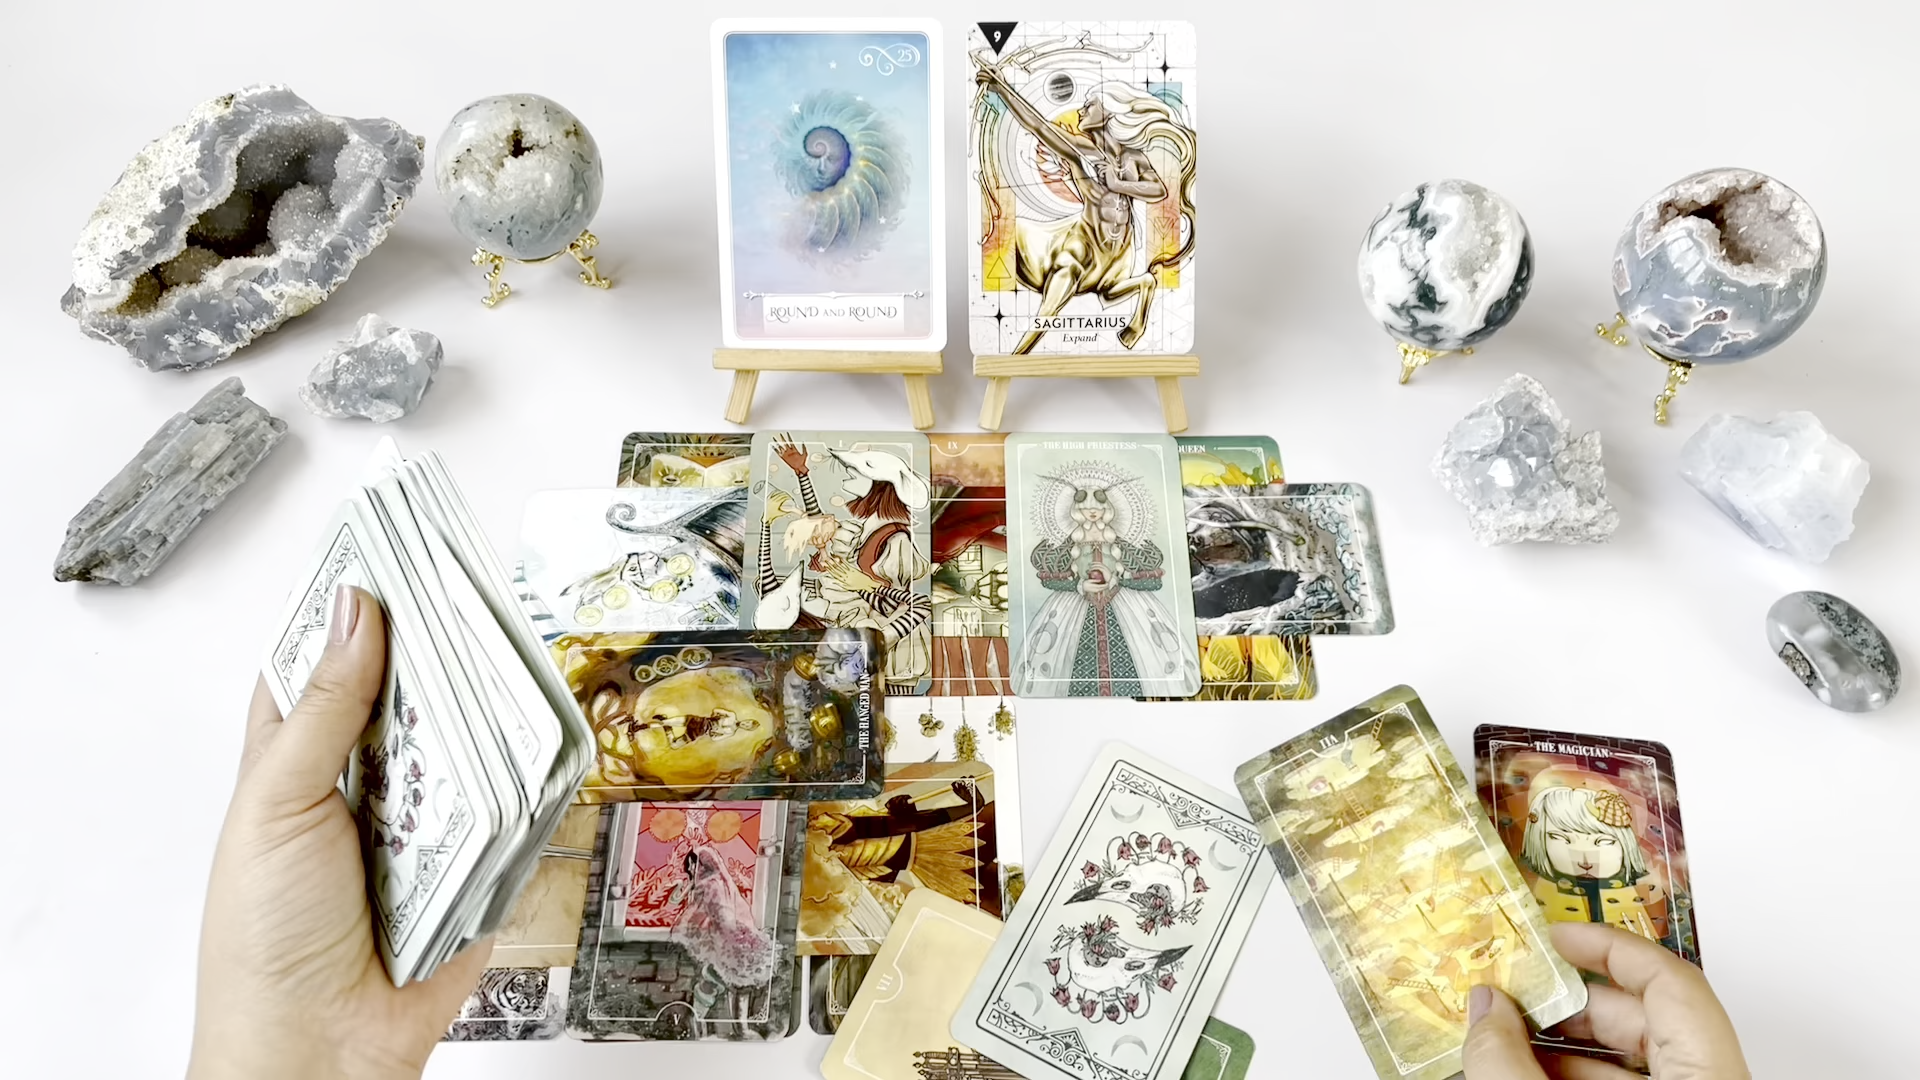 25
ROUND AND ROUND
9
SAGITTARIUS
Expand
I
IX
THE HIGH PRIESTESS
QUEEN
THE HANGED MAN
VII
THE MAGICIAN
VII
V